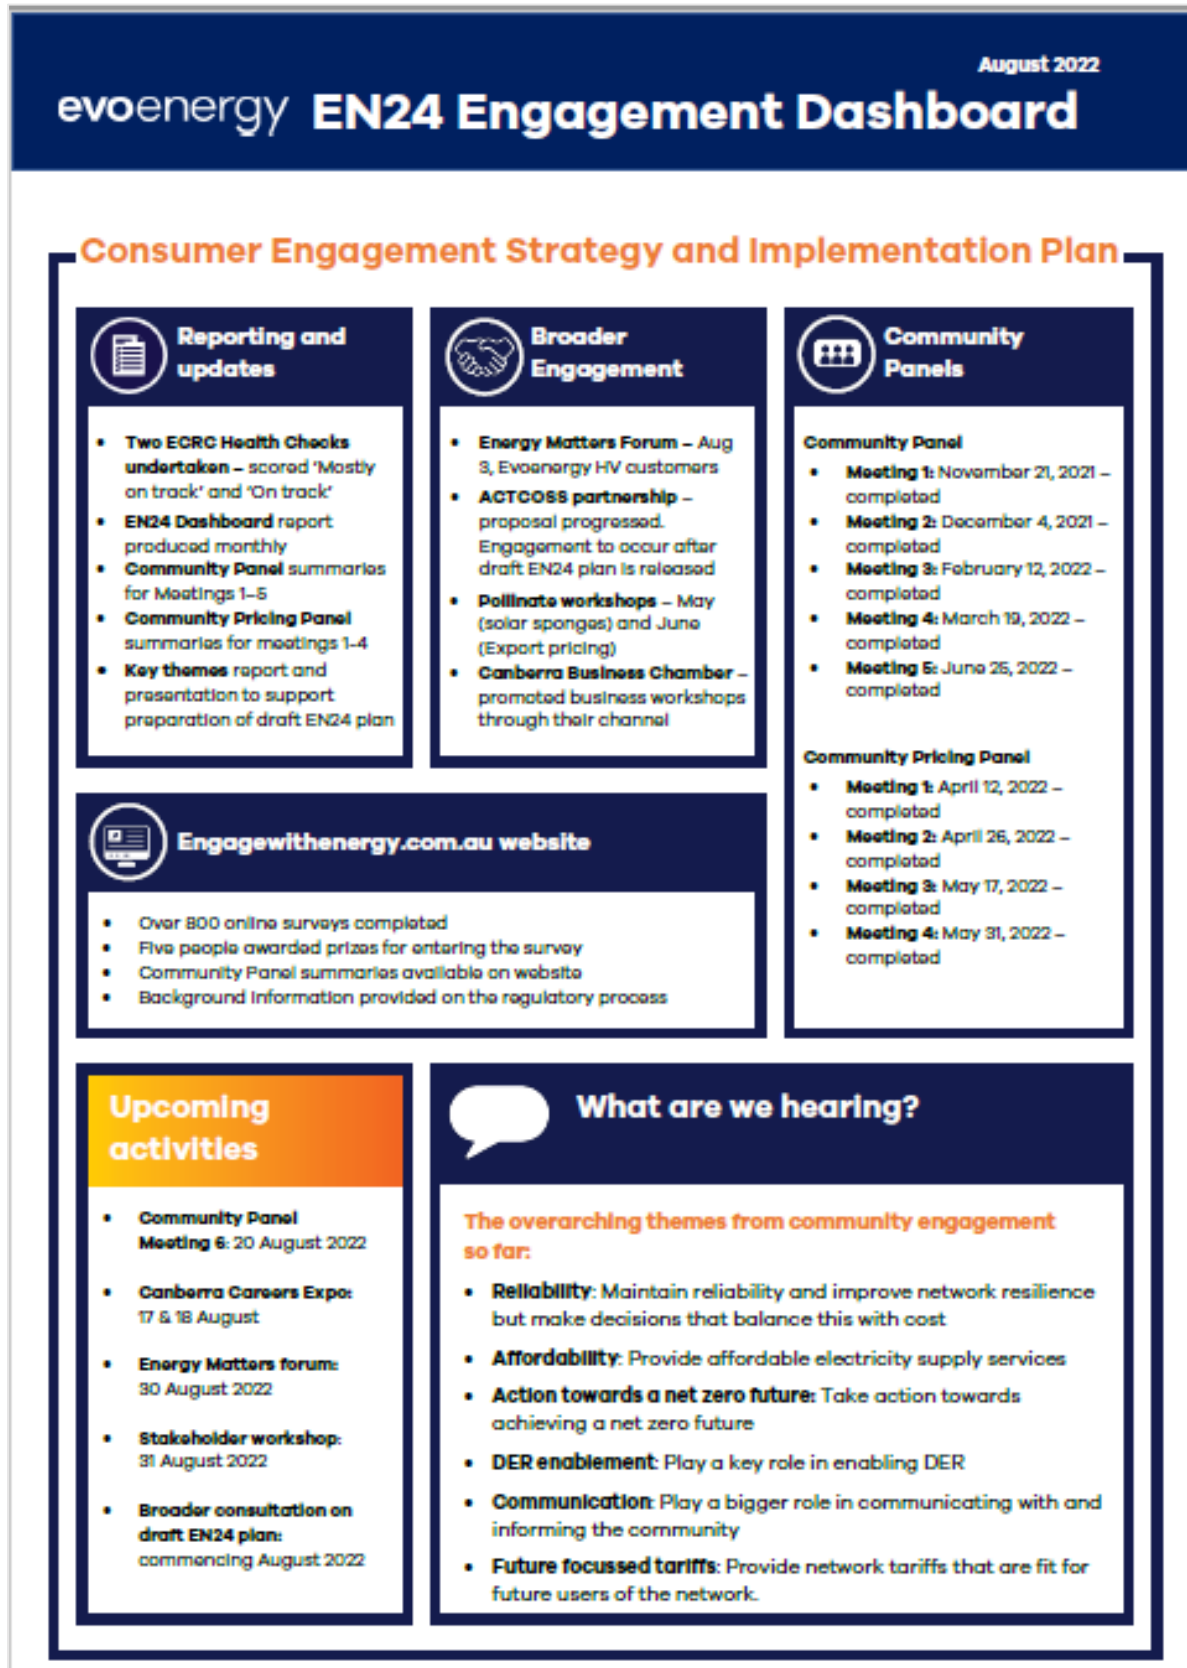 August 2022
evoenergy EN24 Engagement Dashboard
Consumer Engagement Strategy and Implementation Plan
Reporting and
updates
• Two ECRC Health Checks
undertaken – scored 'Mostly
on track' and 'On track'
• EN24 Dashboard report
produced monthly
• Community Panel summaries
for Meetings 1–5
• Community Pricing Panel
summaries for meetings 1-4
• Key themes report and
presentation to support
preparation of draft EN24 plan
Broader
Engagement
• Energy Matters Forum – Aug
3, Evoenergy HV customers
• ACTCOSS partnership –
proposal progressed.
Engagement to occur after
draft EN24 plan is released
• Pollinate workshops – May
(solar sponges) and June
(Export pricing)
• Canberra Business Chamber –
promoted business workshops
through their channel
Community
Panels
Community Panel
• Meeting 1: November 21, 2021 –
completed
• Meeting 2: December 4, 2021 –
completed
• Meeting 3: February 12, 2022 –
completed
• Meeting 4: March 19, 2022 –
completed
• Meeting 5: June 25, 2022 –
completed
Community Pricing Panel
• Meeting 1: April 12, 2022 –
completed
• Meeting 2: April 26, 2022 –
completed
• Meeting 3: May 17, 2022 –
completed
• Meeting 4: May 31, 2022 –
completed
Engagewithenergy.com.au website
• Over 800 online surveys completed
• Five people awarded prizes for entering the survey
• Community Panel summaries available on website
• Background information provided on the regulatory process
Upcoming
activities
• Community Panel
Meeting 6: 20 August 2022
• Canberra Careers Expo:
17 & 18 August
• Energy Matters forum:
30 August 2022
• Stakeholder workshop:
31 August 2022
• Broader consultation on
draft EN24 plan:
commencing August 2022
What are we hearing?
The overarching themes from community engagement
so far:
• Reliability: Maintain reliability and improve network resilience
but make decisions that balance this with cost
• Affordability: Provide affordable electricity supply services
• Action towards a net zero future: Take action towards
achieving a net zero future
• DER enablement: Play a key role in enabling DER
• Communication: Play a bigger role in communicating with and
informing the community
• Future focussed tariffs: Provide network tariffs that are fit for
future users of the network.